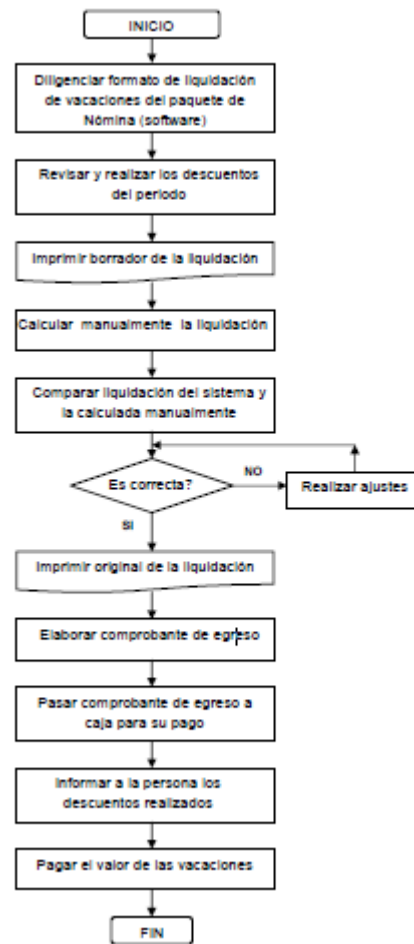 INICIO
Diligenciar formato de liquidación
de vacaciones del paquete de
Nómina (software)
Revisar y realizar los descuentos
del periodo
Imprimir borrador de la liquidación
Calcular manualmente la liquidación
Comparar liquidación del sistema y
la calculada manualmente
Es correcta?
NO
Realizar ajustes
SI
Imprimir original de la liquidación
Elaborar comprobante de egreso
Pasar comprobante de egreso a
caja para su pago
Informar a la persona los
descuentos realizados
Pagar el valor de las vacaciones
FIN